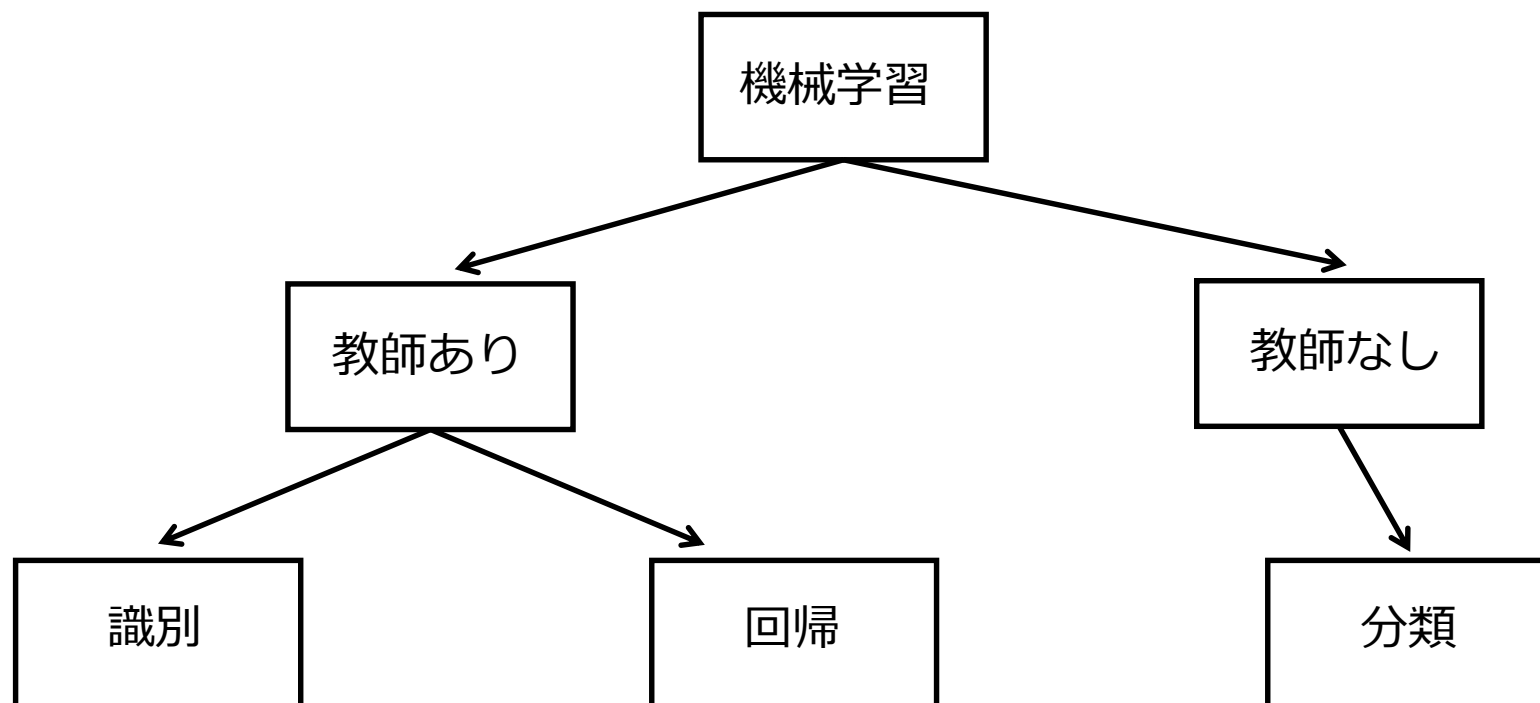 機械学習
教師あり
教師なし
識別
回帰
分類